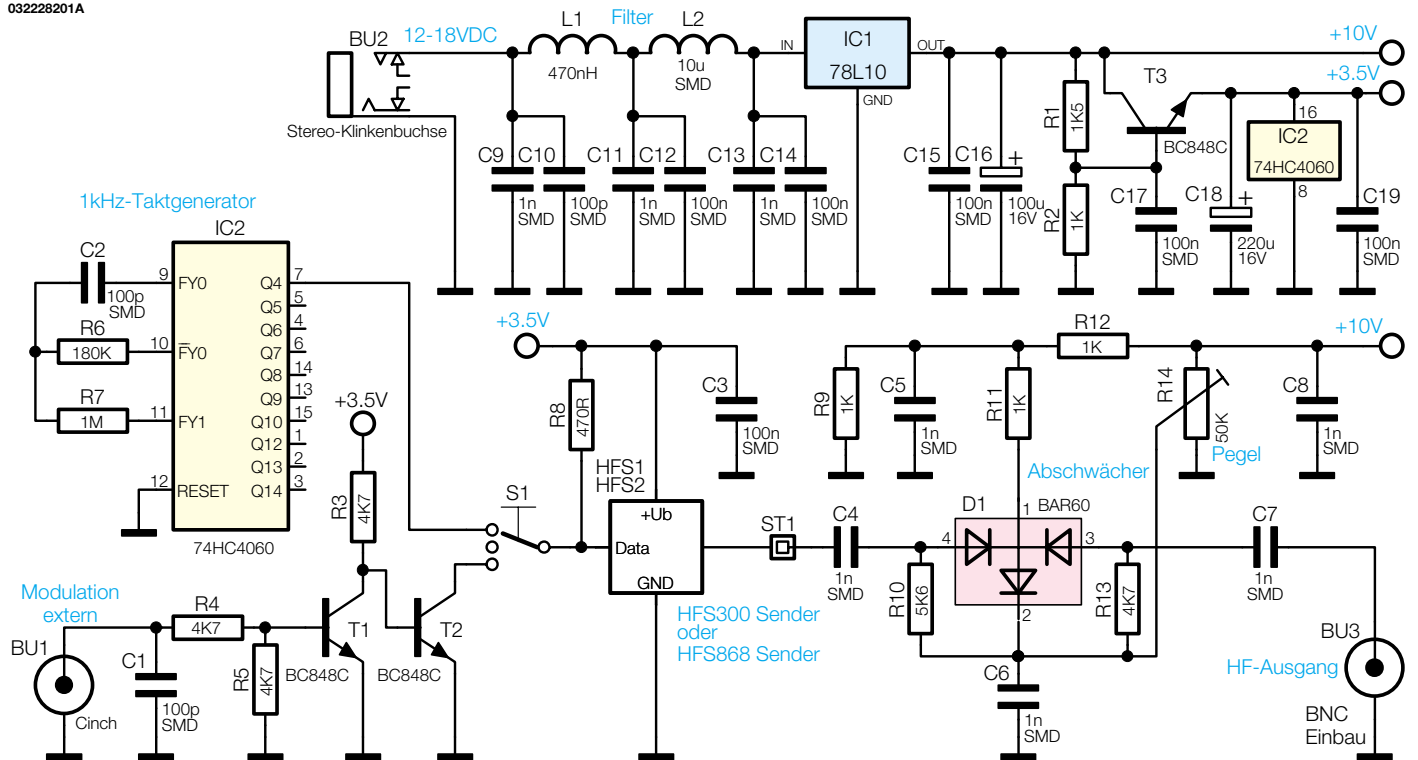 032228201A
BU2
12-18VDC
L1
470nH
Filter
L2
10u
SMD
IN
IC1
78L10
OUT
GND
+10V
+3.5V
T3
BC848C
R1
1K5
R2
1K
16
IC2
74HC4060
8
Stereo-Klinkenbuchse
C9
1n
SMD
C10
100p
SMD
C11
1n
SMD
C12
100n
SMD
C13
1n
SMD
C14
100n
SMD
C15
100n
SMD
C16
+
100u
16V
C17
100n
SMD
C18
+
220u
16V
C19
100n
SMD
1kHz-Taktgenerator
IC2
C2
100p
SMD
R6
180K
R7
1M
9
FY0
10
FY0
11
FY1
12
RESET
Q4
7
Q5
5
Q6
4
Q7
6
Q8
14
Q9
13
Q10
15
Q12
1
Q13
2
Q14
3
74HC4060
+3.5V
R3
4K7
+3.5V
R8
470R
C3
100n
SMD
R9
1K
C5
1n
SMD
R11
1K
R12
1K
+10V
R14
50K
Pegel
C8
1n
SMD
S1
HFS1
HFS2
+Ub
Data
GND
HFS300 Sender
oder
HFS868 Sender
ST1
C4
1n
SMD
Abschwächer
D1
BAR60
1
4
3
2
R10
5K6
R13
4K7
C6
1n
SMD
C7
1n
SMD
BU3
HF-Ausgang
BNC
Einbau
Modulation
extern
BU1
Cinch
C1
100p
SMD
R4
4K7
R5
4K7
T1
BC848C
T2
BC848C